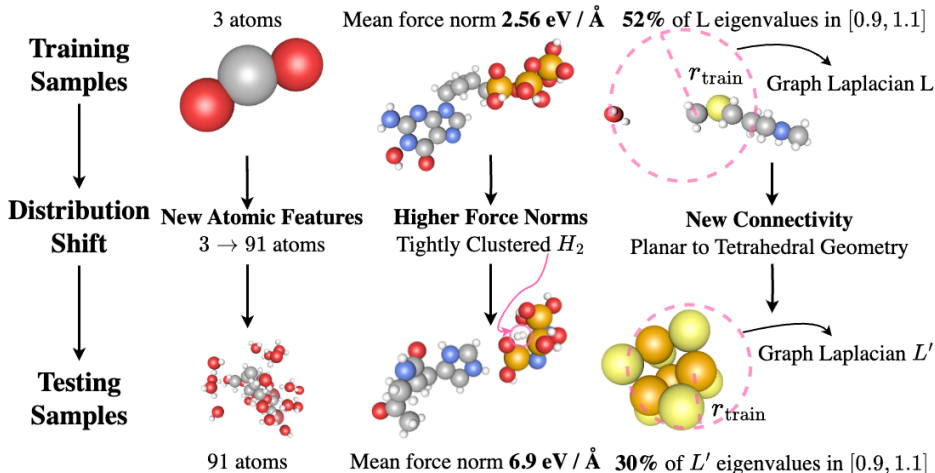 Training
Samples
3 atoms
Mean force norm 2.56 eV / Å
52% of L eigenvalues in [0.9, 1.1]
r_train
Graph Laplacian L
Distribution
Shift
New Atomic Features
3 → 91 atoms
Higher Force Norms
Tightly Clustered H_2
New Connectivity
Planar to Tetrahedral Geometry
Testing
Samples
Graph Laplacian L′
r_train
91 atoms
Mean force norm 6.9 eV / Å
30% of L′ eigenvalues in [0.9, 1.1]